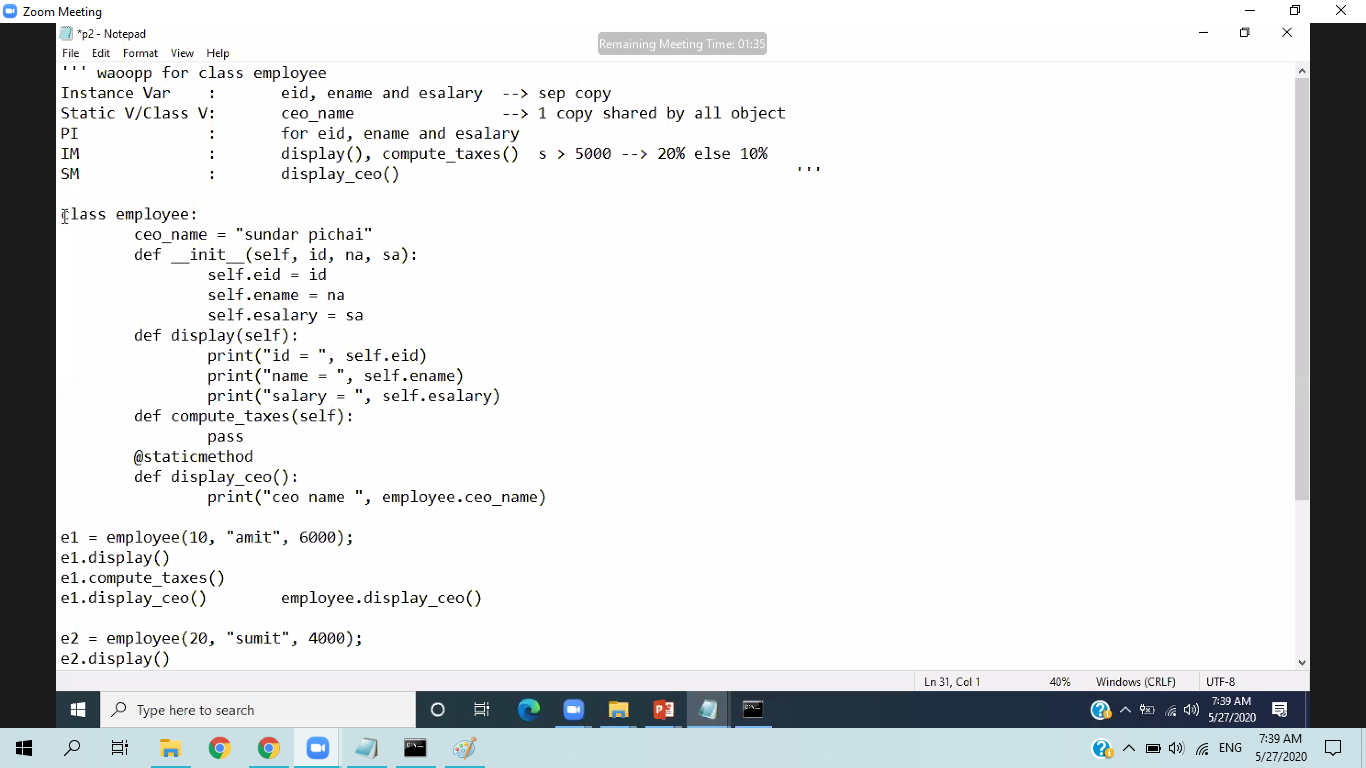 Zoom Meeting
*p2 - Notepad
Remaining Meeting Time: 01:35
File Edit Format View Help
''' waoopp for class employee
Instance Var : eid, ename and esalary --> sep copy
Static V/Class V: ceo_name --> 1 copy shared by all object
PI : for eid, ename and esalary
IM : display(), compute_taxes() s > 5000 --> 20% else 10%
SM : display_ceo() '''
class employee:
ceo_name = "sundar pichai"
def __init__(self, id, na, sa):
self.eid = id
self.ename = na
self.esalary = sa
def display(self):
print("id = ", self.eid)
print("name = ", self.ename)
print("salary = ", self.esalary)
def compute_taxes(self):
pass
@staticmethod
def display_ceo():
print("ceo name ", employee.ceo_name)
e1 = employee(10, "amit", 6000);
e1.display()
e1.compute_taxes()
e1.display_ceo() employee.display_ceo()
e2 = employee(20, "sumit", 4000);
e2.display()
Ln 31, Col 1 40% Windows (CRLF) UTF-8
Type here to search
7:39 AM
5/27/2020
ENG
7:39 AM
5/27/2020